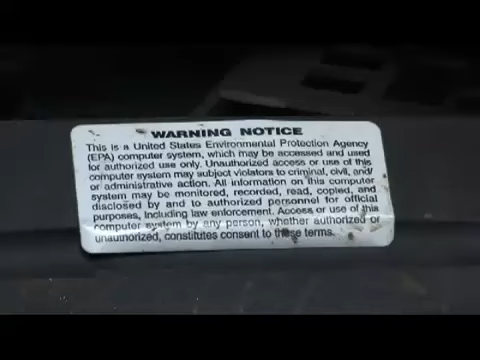 WARNING NOTICE
This is a United States Environmental Protection Agency
(EPA) computer system, which may be accessed and used
for authorized use only. Unauthorized access or use of this
computer system may subject violators to criminal, civil, and/
or administrative action. All information on this computer
system may be monitored, recorded, read, copied, and
disclosed by and to authorized personnel for official
purposes, including law enforcement. Access or use of this
computer system by any person, whether authorized or
unauthorized, constitutes consent to these terms.